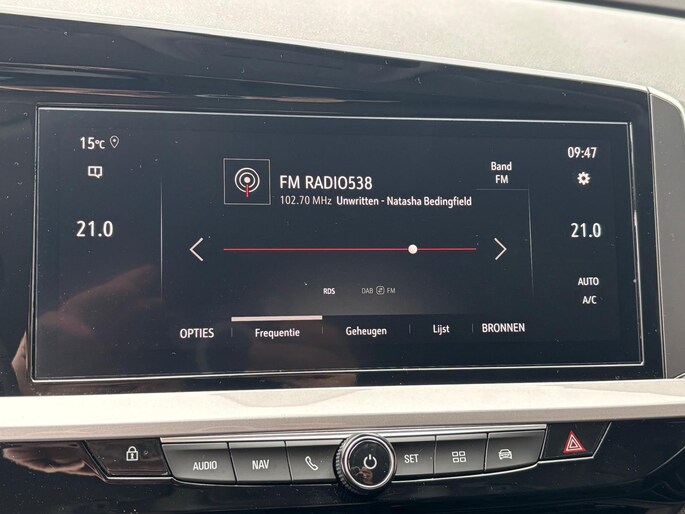 15°C
09:47
FM RADIO538
Band
FM
102.70 MHz Unwritten - Natasha Bedingfield
21.0
21.0
RDS
DAB FM
AUTO
A/C
OPTIES
Frequentie
Geheugen
Lijst
BRONNEN
AUDIO
NAV
SET